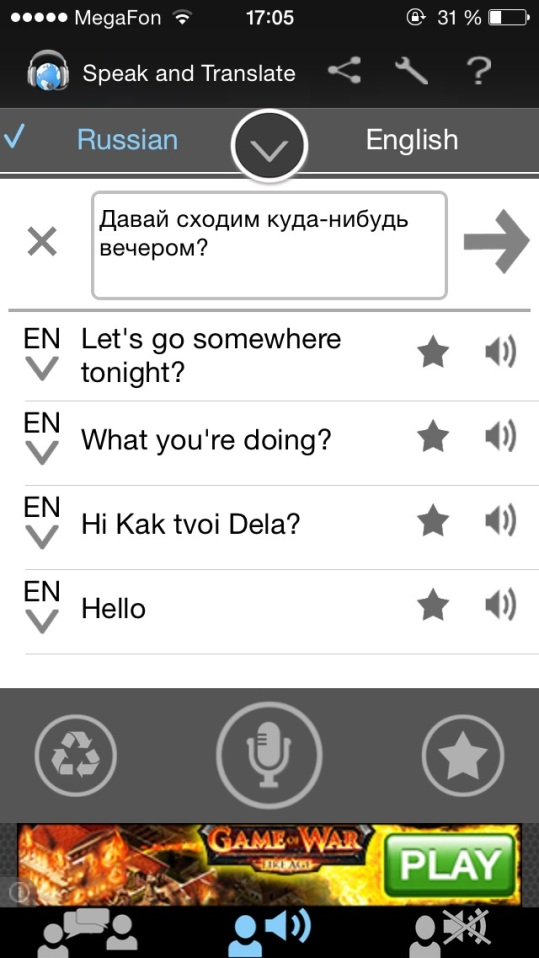 MegaFon 17:05 31 %
Speak and Translate ?
Russian English
Давай сходим куда-нибудь
вечером?
EN
Let's go somewhere
tonight?
EN
What you're doing?
EN
Hi Kak tvoi Dela?
EN
Hello
GAME OF WAR
FIRE AGE
PLAY